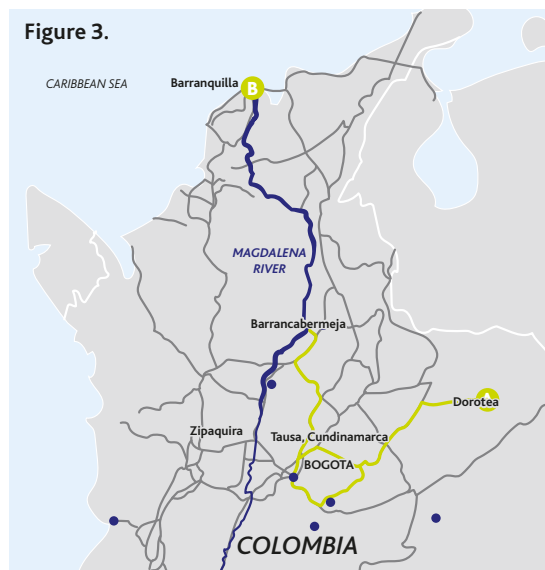 Figure 3.
CARIBBEAN SEA
Barranquilla
B
MAGDALENA
RIVER
Barrancabermeja
Dorotea
Zipaquira
Tausa, Cundinamarca
BOGOTA
COLOMBIA